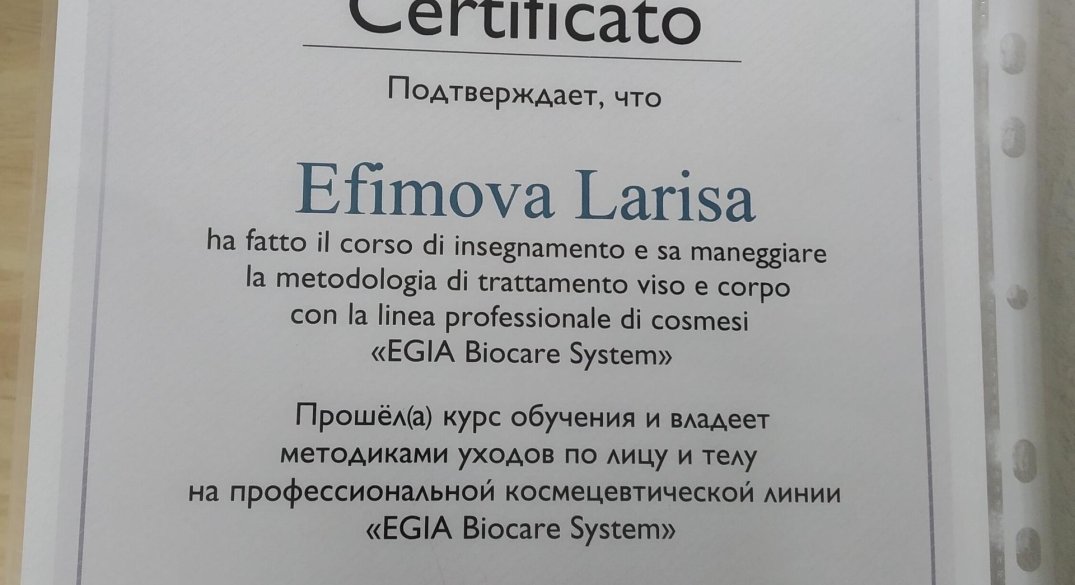 Certificato
Подтверждает, что
Efimova Larisa
ha fatto il corso di insegnamento e sa maneggiare
la metodologia di trattamento viso e corpo
con la linea professionale di cosmesi
«EGIA Biocare System»
Прошёл(а) курс обучения и владеет
методиками уходов по лицу и телу
на профессиональной космецевтической линии
«EGIA Biocare System»